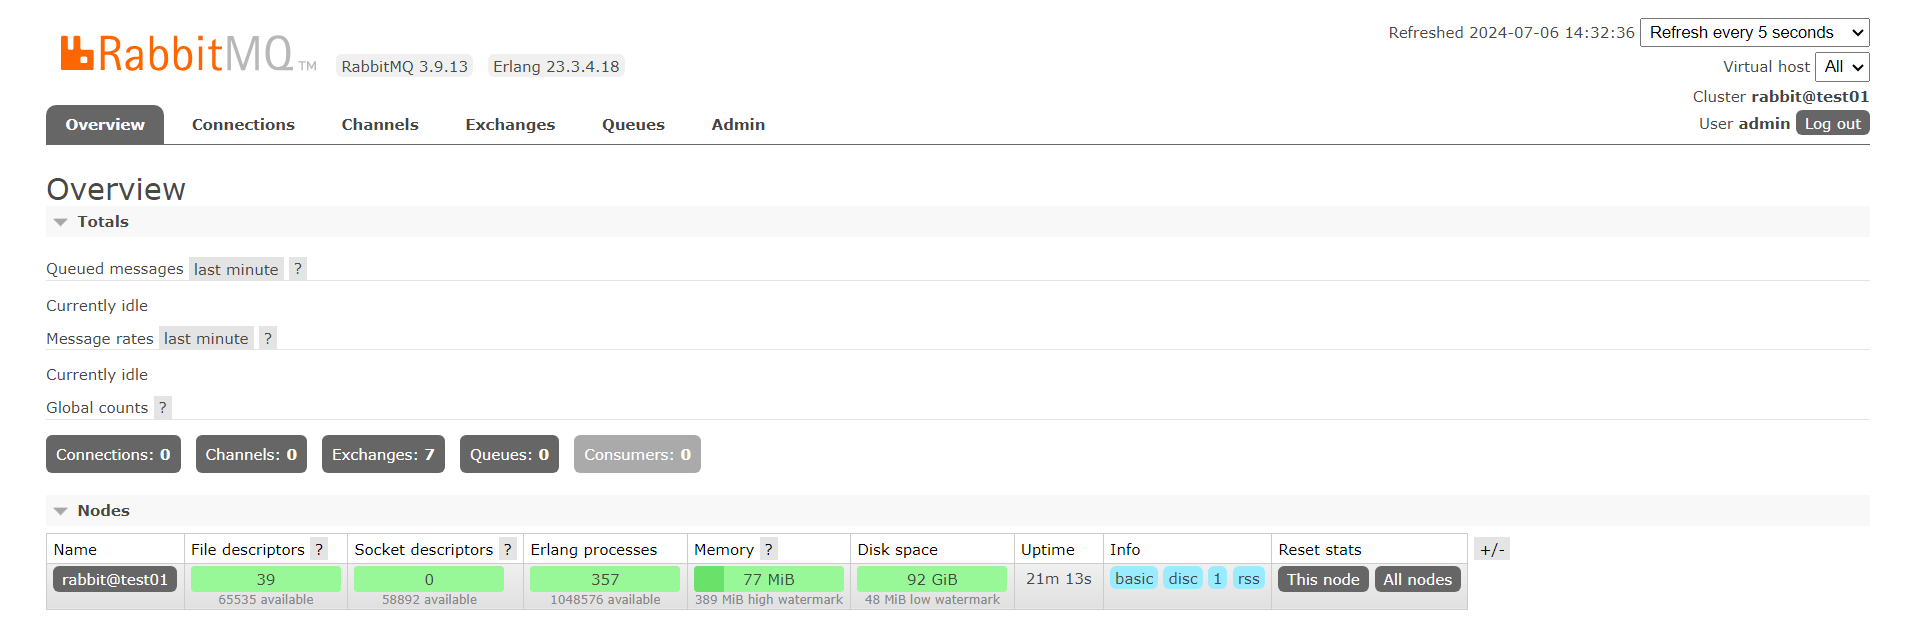 Refreshed 2024-07-06 14:32:36 Refresh every 5 seconds
RabbitMQ TM RabbitMQ 3.9.13 Erlang 23.3.4.18
Virtual host All
Cluster rabbit@test01
User admin Log out
Overview Connections Channels Exchanges Queues Admin
Overview
Totals
Queued messages last minute ?
Currently idle
Message rates last minute ?
Currently idle
Global counts ?
Connections: 0 Channels: 0 Exchanges: 7 Queues: 0 Consumers: 0
Nodes
Name File descriptors ? Socket descriptors ? Erlang processes Memory ? Disk space Uptime Info Reset stats +/-
rabbit@test01 39 0 357 77 MiB 92 GiB 21m 13s basic disc 1 rss This node All nodes
65535 available 58892 available 1048576 available 389 MiB high watermark 48 MiB low watermark